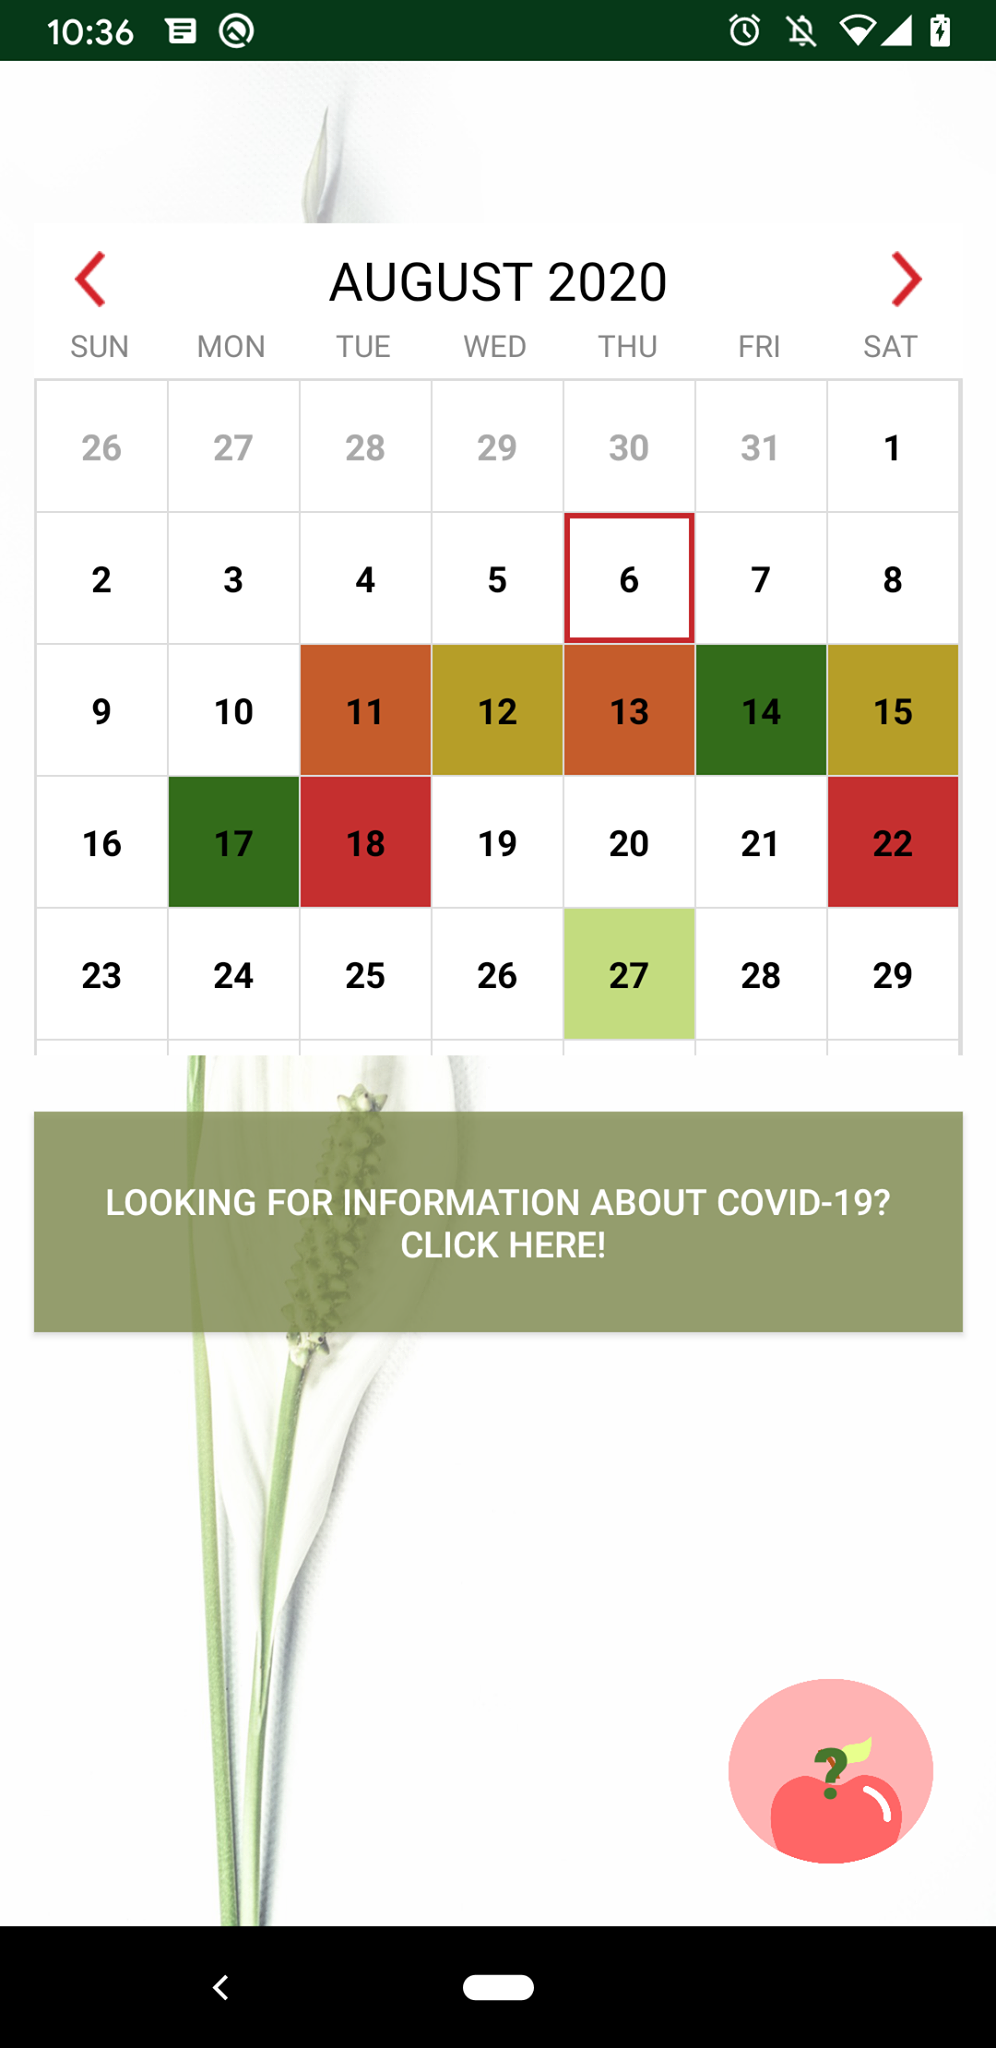 10:36
AUGUST 2020
SUN MON TUE WED THU FRI SAT
26 27 28 29 30 31 1
2 3 4 5 6 7 8
9 10 11 12 13 14 15
16 17 18 19 20 21 22
23 24 25 26 27 28 29
LOOKING FOR INFORMATION ABOUT COVID-19?
CLICK HERE!
?